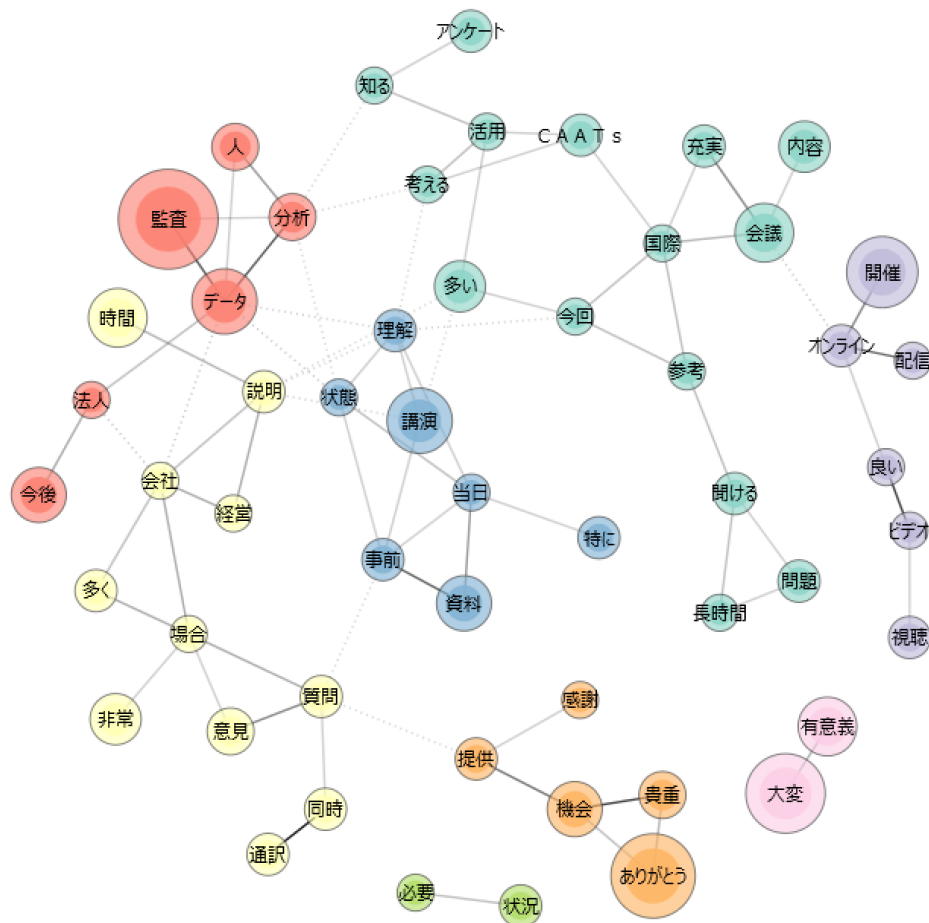 アンケート
知る
活用
ＣＡＡＴｓ
充実
内容
人
考える
監査
分析
国際
会議
開催
データ
多い
時間
今回
理解
オンライン
配信
参考
法人
説明
状態
講演
今後
会社
経営
当日
聞ける
良い
特に
ビデオ
事前
多く
資料
問題
長時間
場合
視聴
質問
感謝
非常
意見
有意義
提供
大変
機会
貴重
同時
通訳
ありがとう
必要
状況